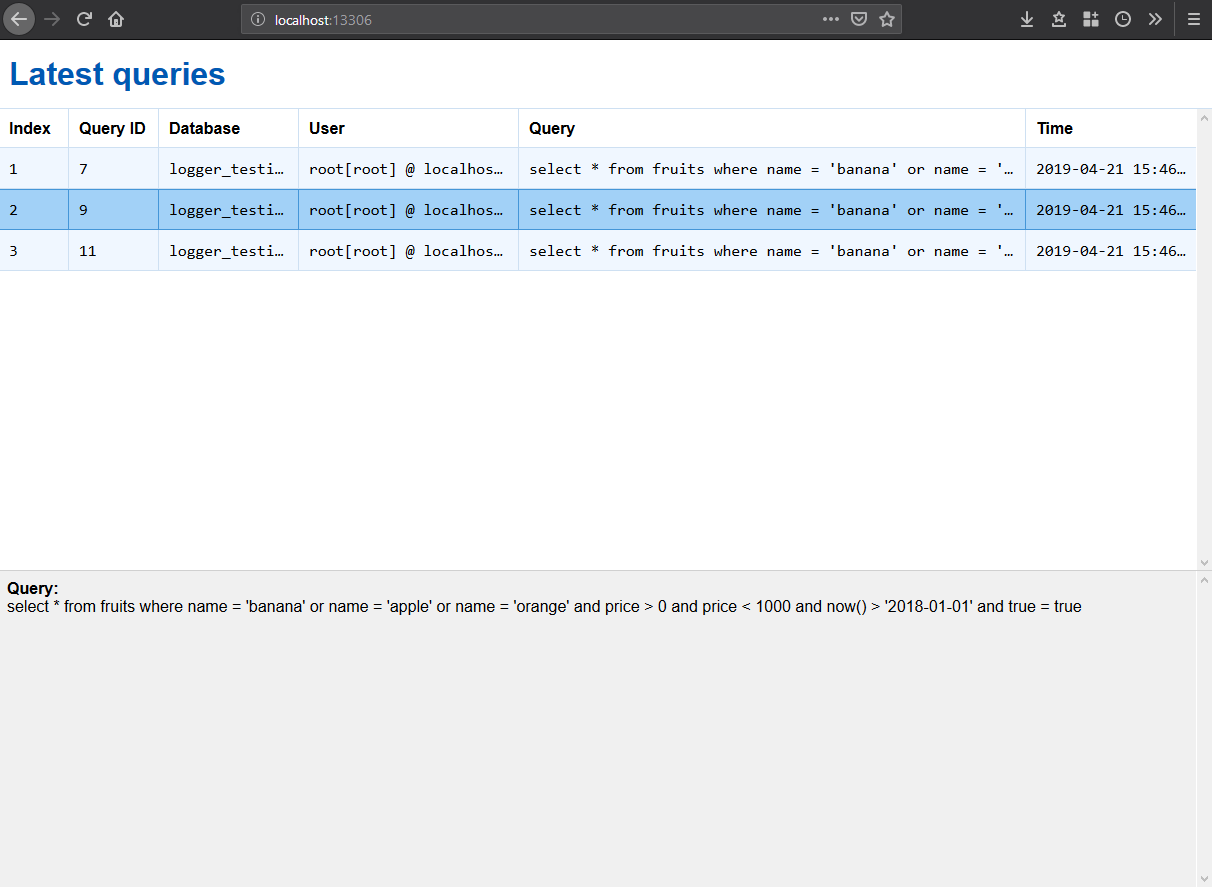 localhost:13306
Latest queries
Index Query ID Database User Query Time
1 7 logger_testi… root[root] @ localhos… select * from fruits where name = 'banana' or name = '… 2019-04-21 15:46…
2 9 logger_testi… root[root] @ localhos… select * from fruits where name = 'banana' or name = '… 2019-04-21 15:46…
3 11 logger_testi… root[root] @ localhos… select * from fruits where name = 'banana' or name = '… 2019-04-21 15:46…
Query:
select * from fruits where name = 'banana' or name = 'apple' or name = 'orange' and price > 0 and price < 1000 and now() > '2018-01-01' and true = true